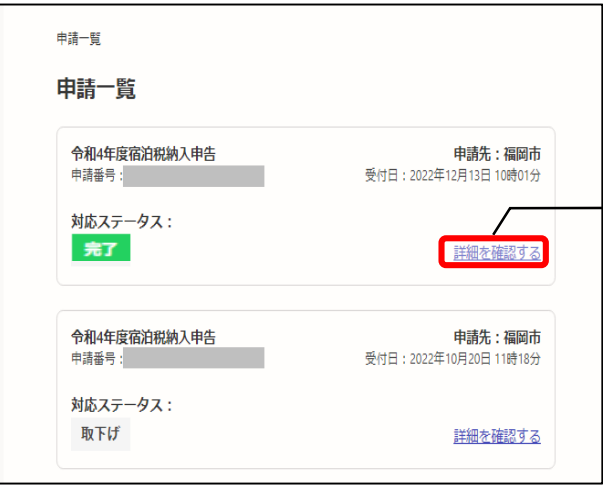 申請一覧
申請一覧
令和4年度宿泊税納入申告 申請先：福岡市
申請番号： 受付日：2022年12月13日 10時01分
対応ステータス：
完了 詳細を確認する
令和4年度宿泊税納入申告 申請先：福岡市
申請番号： 受付日：2022年10月20日 11時18分
対応ステータス：
取下げ 詳細を確認する